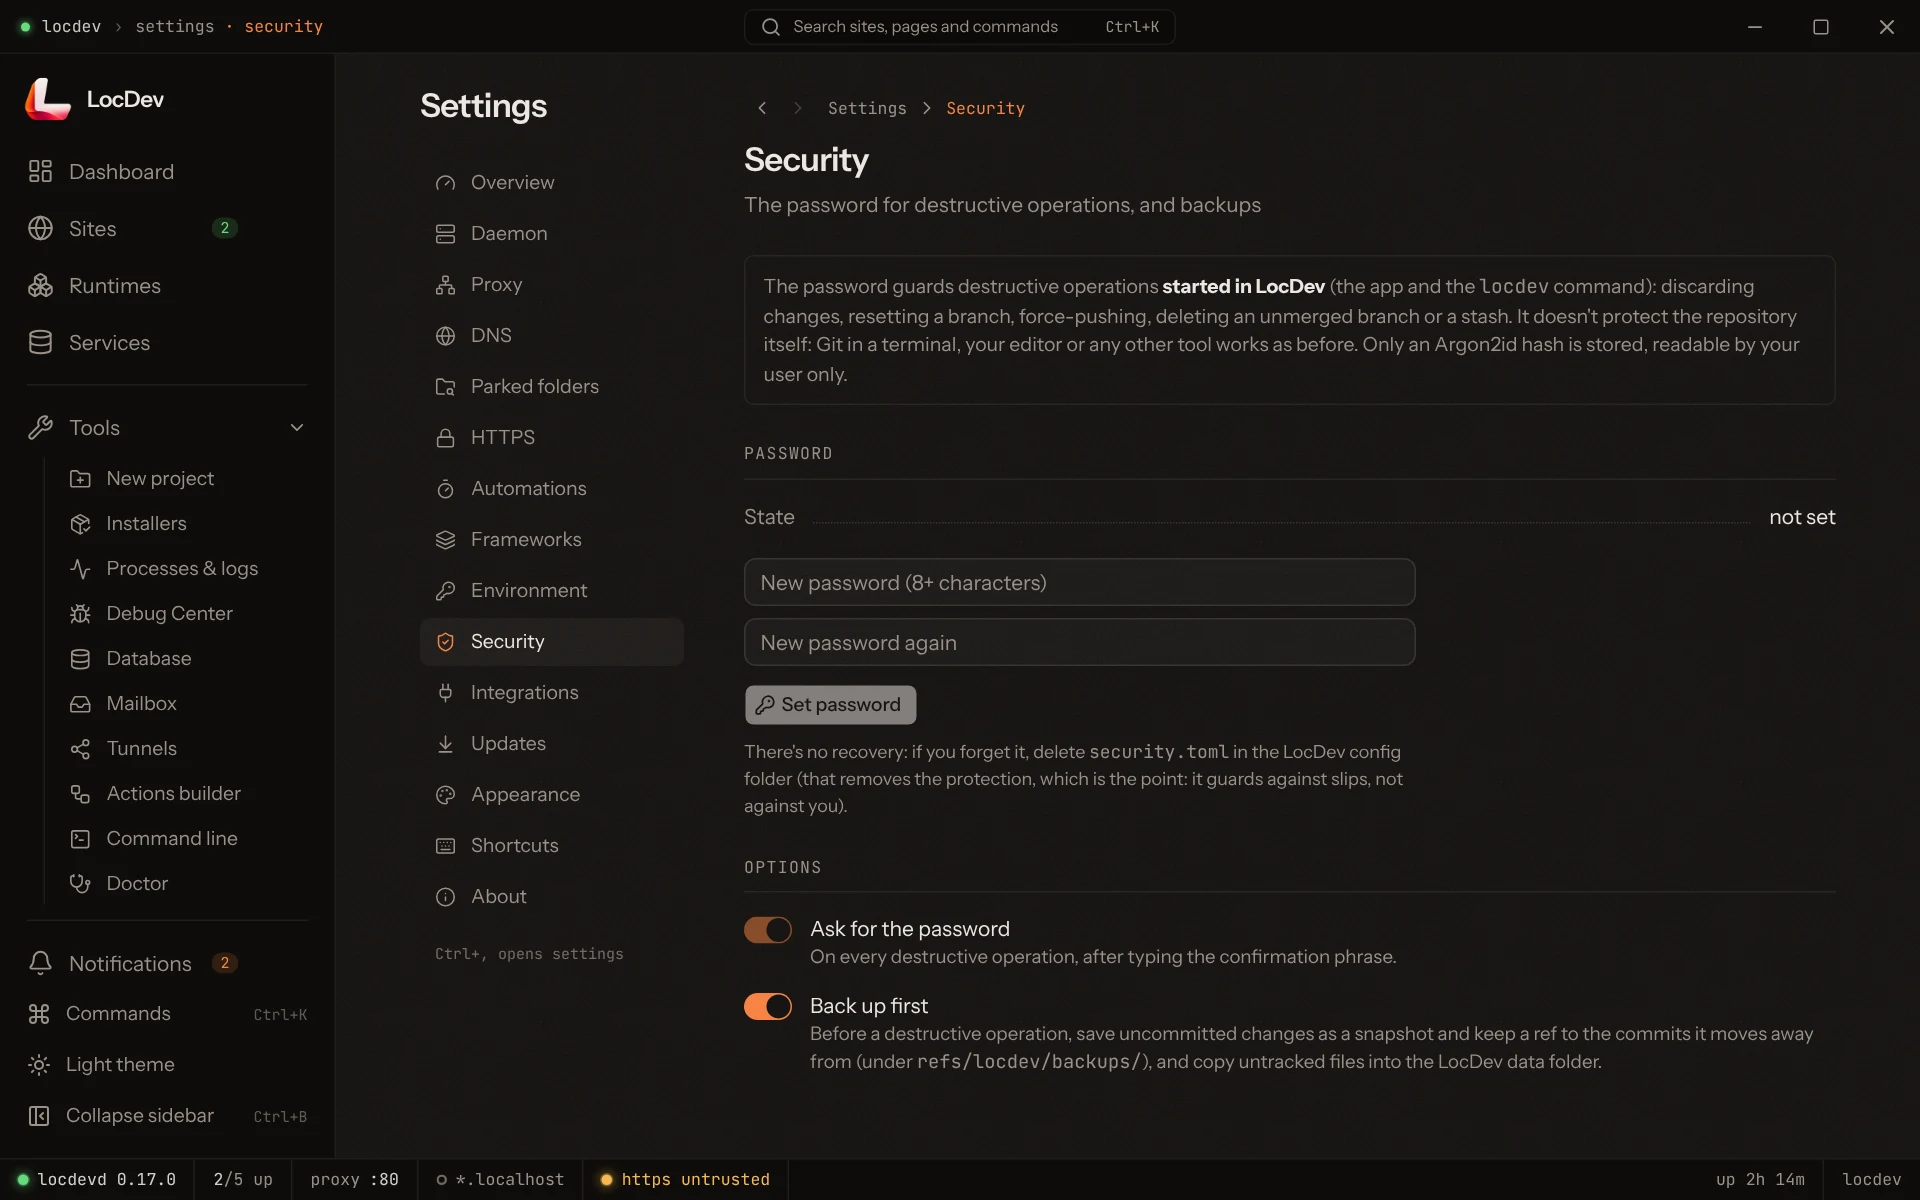 locdev › settings · security
Search sites, pages and commands Ctrl+K
LocDev
Dashboard
Sites 2
Runtimes
Services
Tools
New project
Installers
Processes & logs
Debug Center
Database
Mailbox
Tunnels
Actions builder
Command line
Doctor
Notifications 2
Commands Ctrl+K
Light theme
Collapse sidebar Ctrl+B
Settings
Overview
Daemon
Proxy
DNS
Parked folders
HTTPS
Automations
Frameworks
Environment
Security
Integrations
Updates
Appearance
Shortcuts
About
Ctrl+, opens settings
Settings > Security
Security
The password for destructive operations, and backups
The password guards destructive operations started in LocDev (the app and the locdev command): discarding
changes, resetting a branch, force-pushing, deleting an unmerged branch or a stash. It doesn't protect the repository
itself: Git in a terminal, your editor or any other tool works as before. Only an Argon2id hash is stored, readable by your
user only.
PASSWORD
State not set
New password (8+ characters)
New password again
Set password
There's no recovery: if you forget it, delete security.toml in the LocDev config
folder (that removes the protection, which is the point: it guards against slips, not
against you).
OPTIONS
Ask for the password
On every destructive operation, after typing the confirmation phrase.
Back up first
Before a destructive operation, save uncommitted changes as a snapshot and keep a ref to the commits it moves away
from (under refs/locdev/backups/), and copy untracked files into the LocDev data folder.
locdevd 0.17.0 2/5 up proxy :80 *.localhost https untrusted up 2h 14m locdev